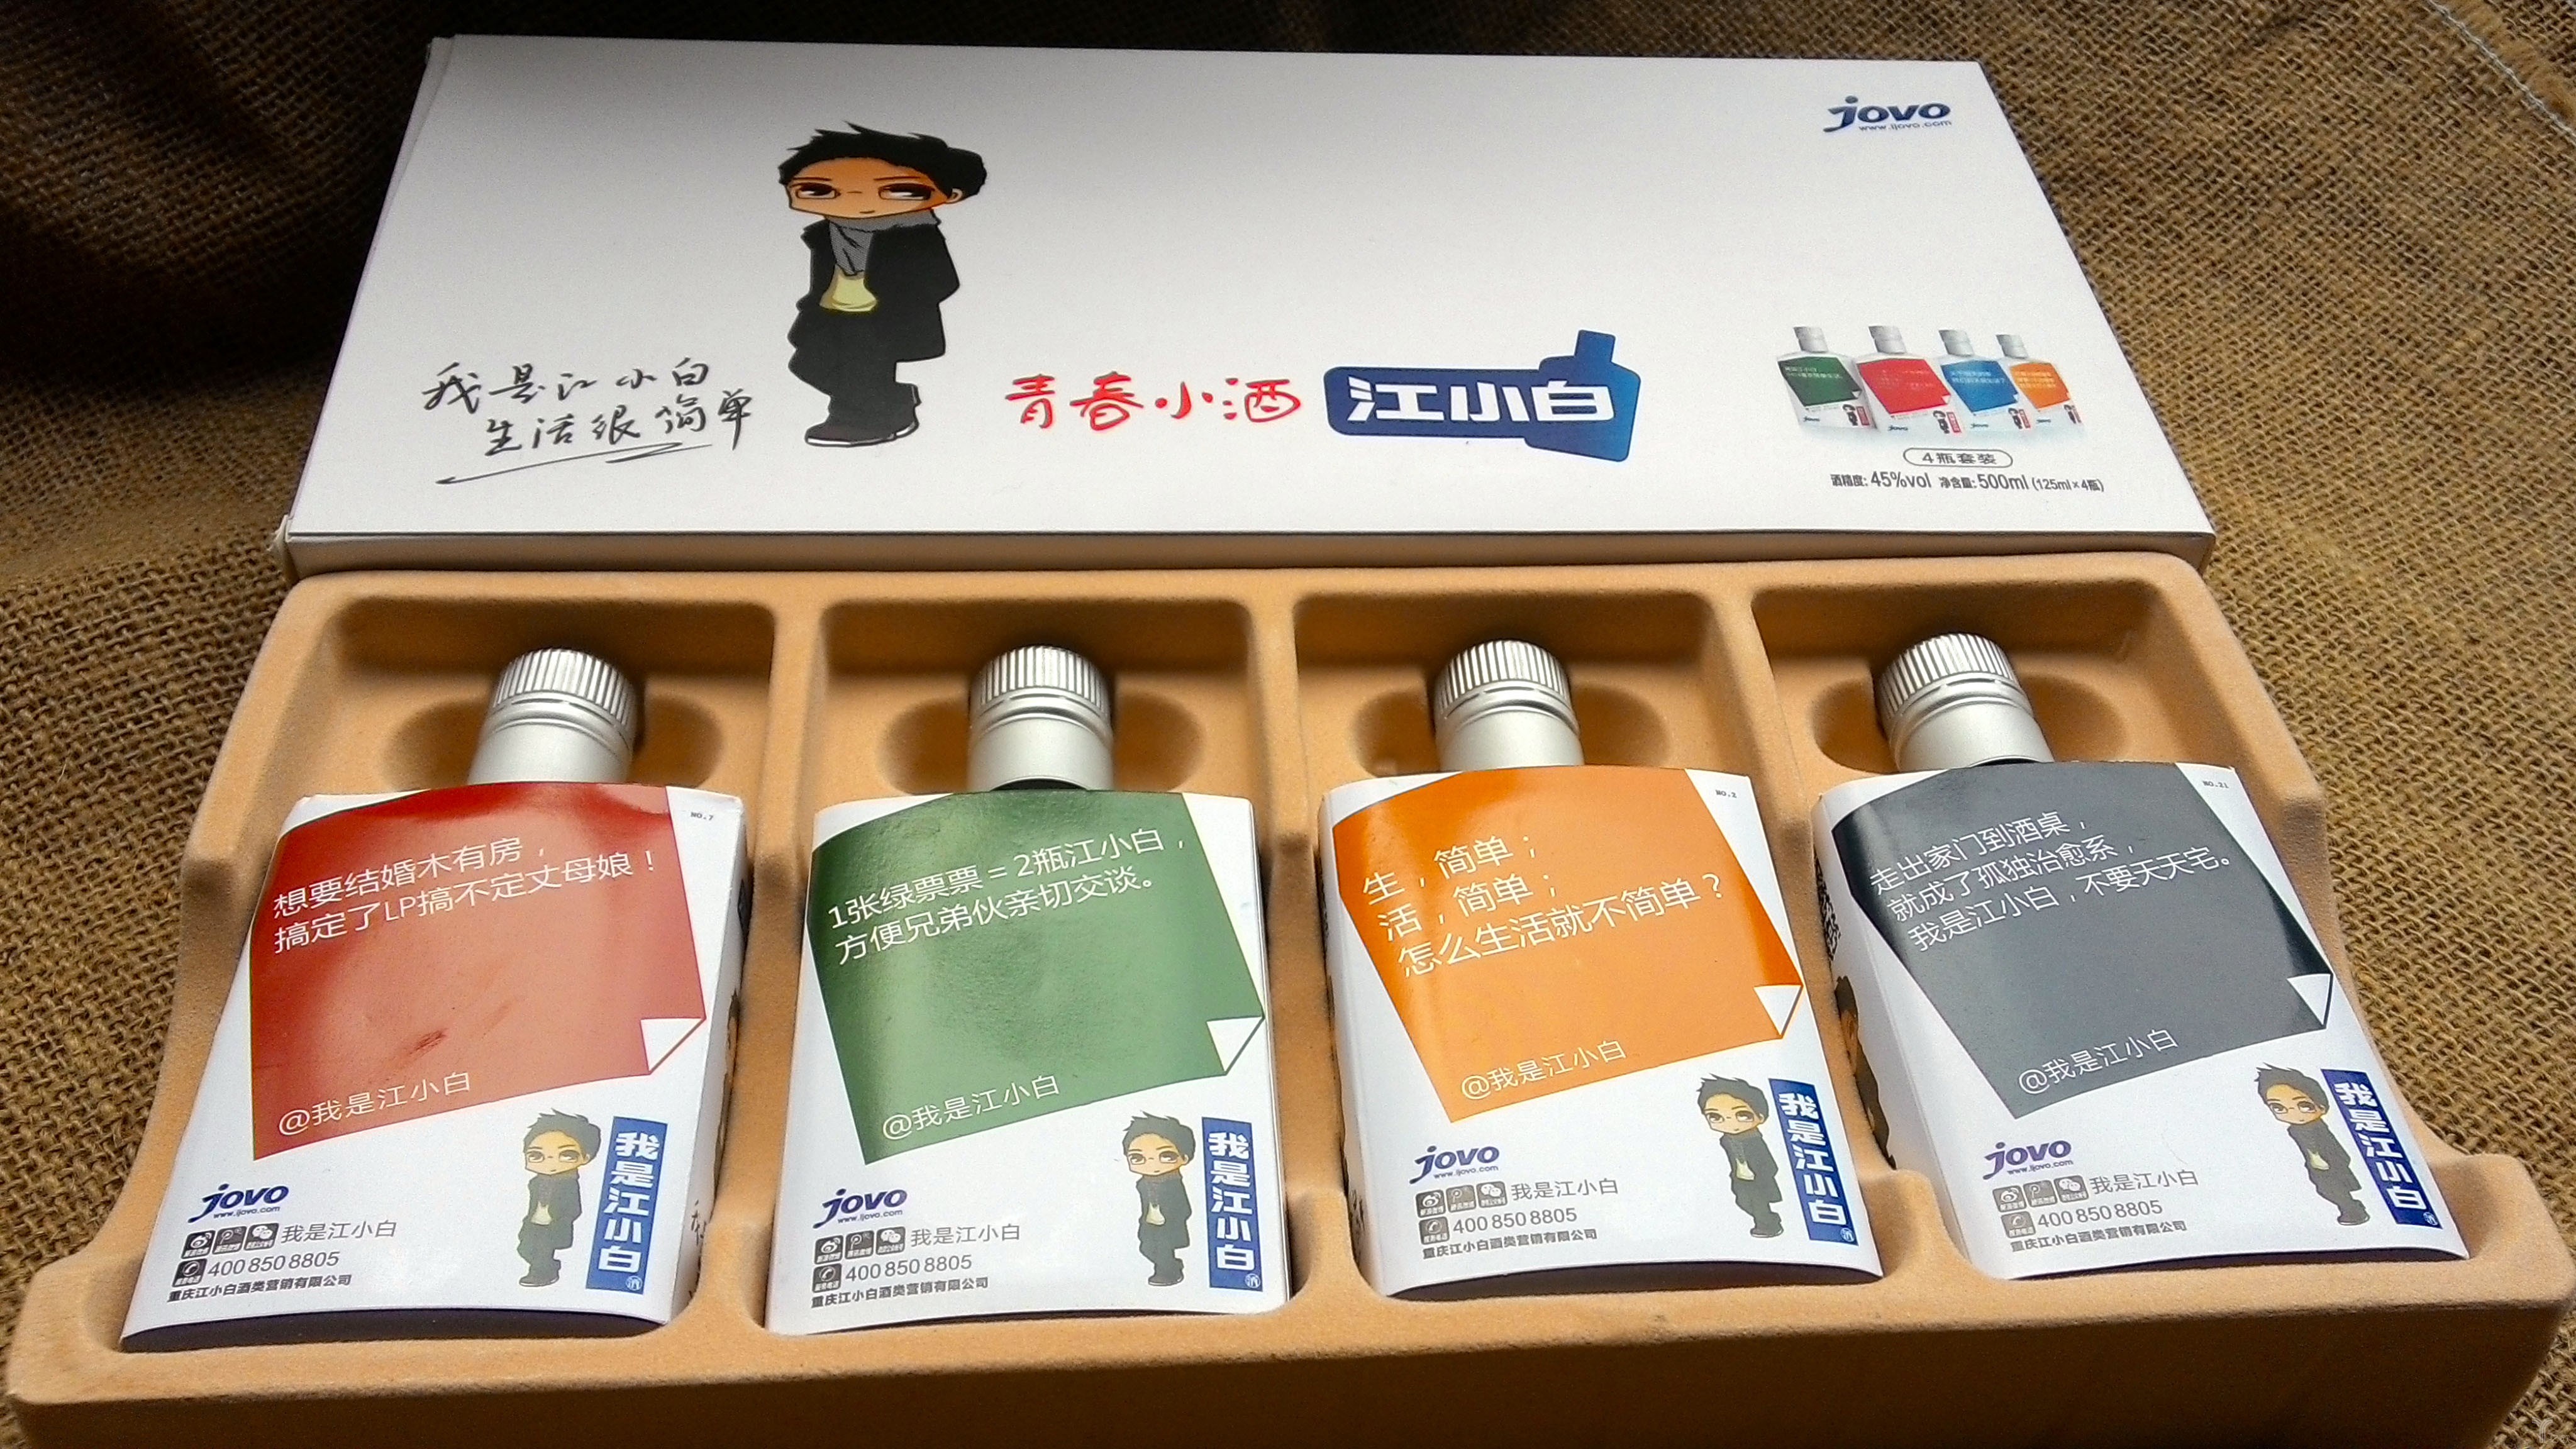 jovo
www.ijovo.com
我是江小白
生活很简单
青春小酒
江小白
4瓶套装
酒精度: 45%vol 净含量: 500ml (125ml×4瓶)
NO.7
想要结婚木有房，
搞定了LP搞不定丈母娘！
@我是江小白
我是江小白
jovo
www.ijovo.com
我是江小白
400 850 8805
重庆江小白酒类营销有限公司
1张绿票票=2瓶江小白，
方便兄弟伙亲切交谈。
@我是江小白
我是江小白
jovo
www.ijovo.com
我是江小白
400 850 8805
重庆江小白酒类营销有限公司
NO.2
生，简单；
活，简单；
怎么生活就不简单？
@我是江小白
我是江小白
jovo
www.ijovo.com
我是江小白
400 850 8805
重庆江小白酒类营销有限公司
NO.21
走出家门到酒桌，
就成了孤独治愈系，
我是江小白，不要天天宅。
@我是江小白
我是江小白
jovo
www.ijovo.com
我是江小白
400 850 8805
重庆江小白酒类营销有限公司